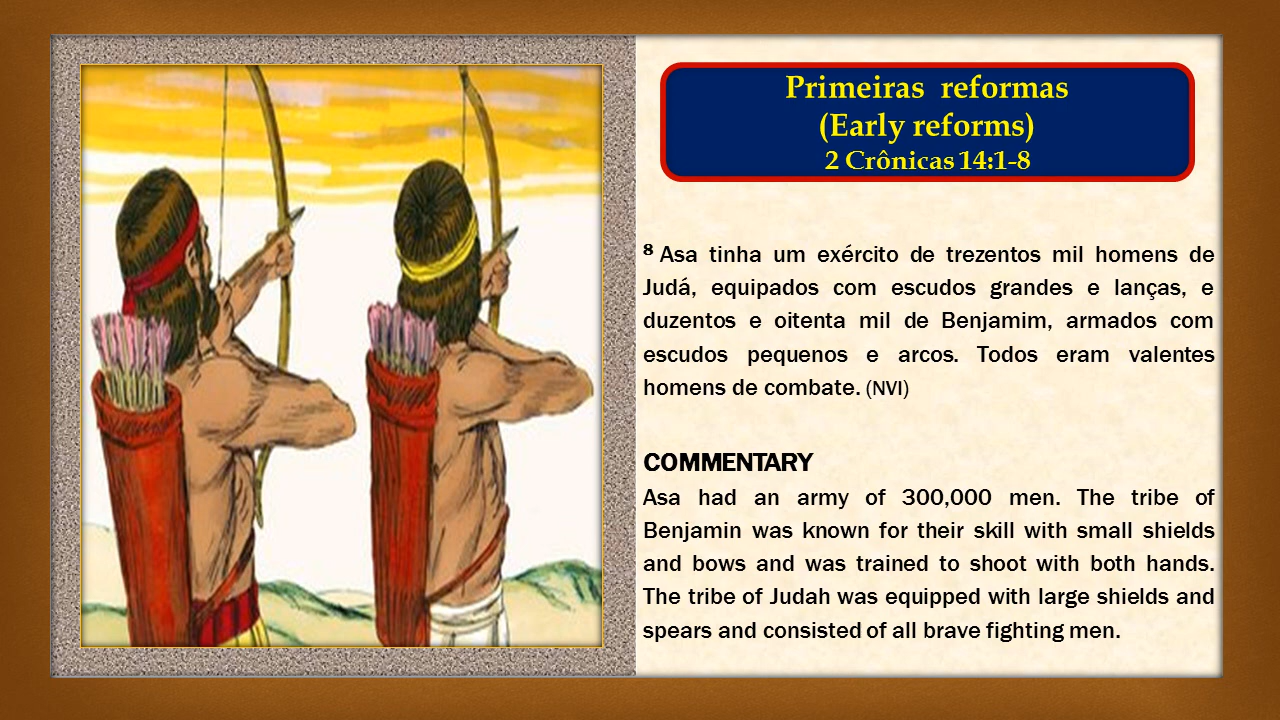 Primeiras reformas
(Early reforms)
2 Crônicas 14:1-8
⁸ Asa tinha um exército de trezentos mil homens de
Judá, equipados com escudos grandes e lanças, e
duzentos e oitenta mil de Benjamim, armados com
escudos pequenos e arcos. Todos eram valentes
homens de combate. (NVI)
COMMENTARY
Asa had an army of 300,000 men. The tribe of
Benjamin was known for their skill with small shields
and bows and was trained to shoot with both hands.
The tribe of Judah was equipped with large shields and
spears and consisted of all brave fighting men.